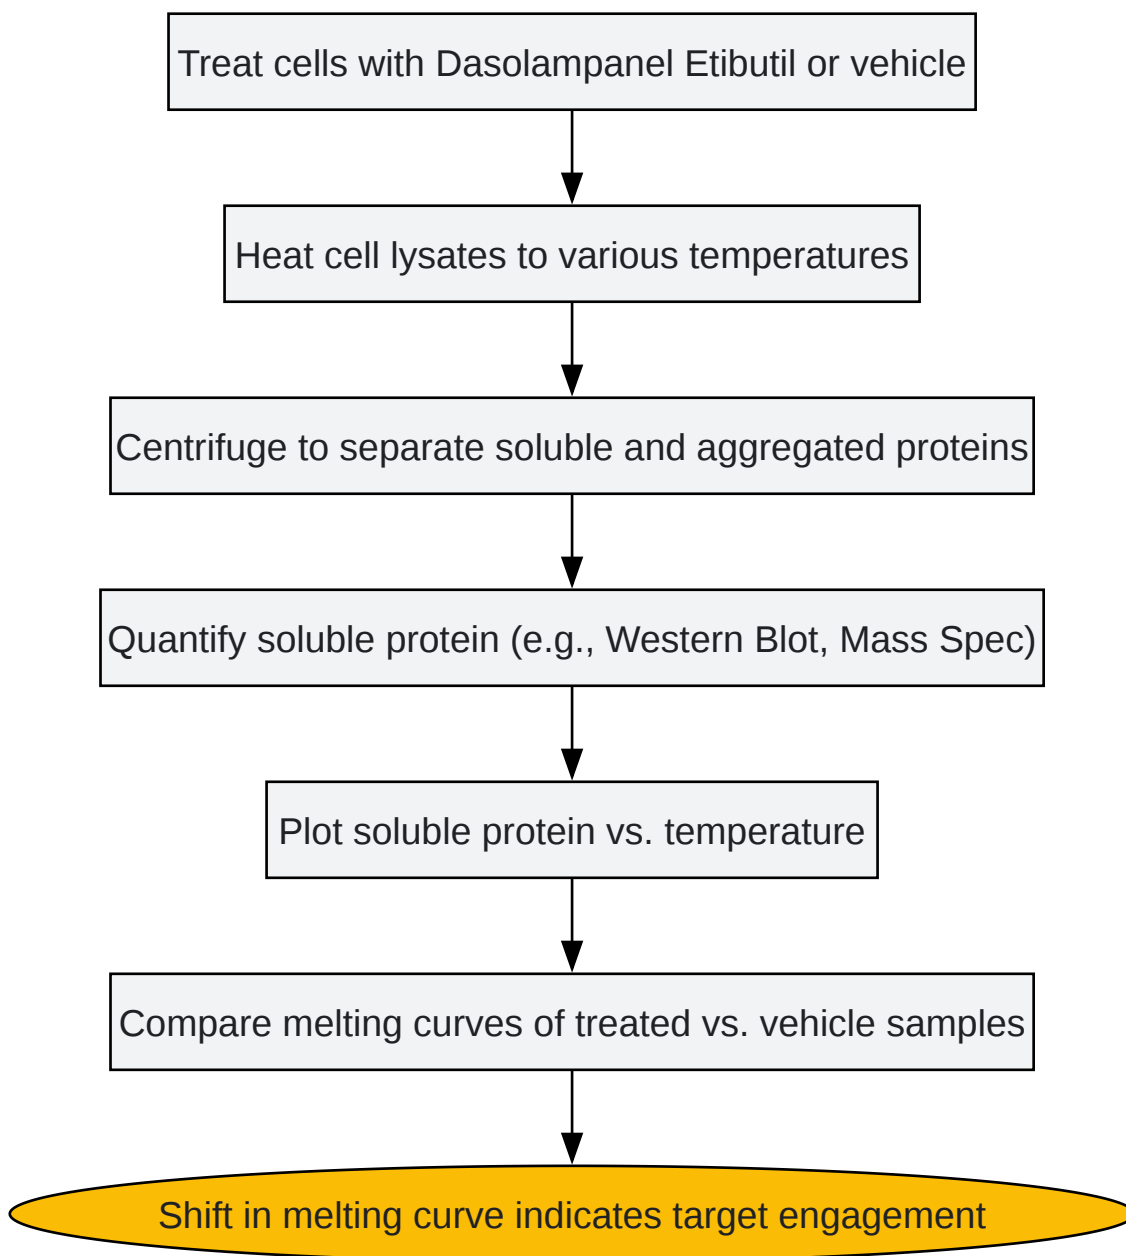 Treat cells with Dasolampanel Etibutil or vehicle
Heat cell lysates to various temperatures
Centrifuge to separate soluble and aggregated proteins
Quantify soluble protein (e.g., Western Blot, Mass Spec)
Plot soluble protein vs. temperature
Compare melting curves of treated vs. vehicle samples
Shift in melting curve indicates target engagement